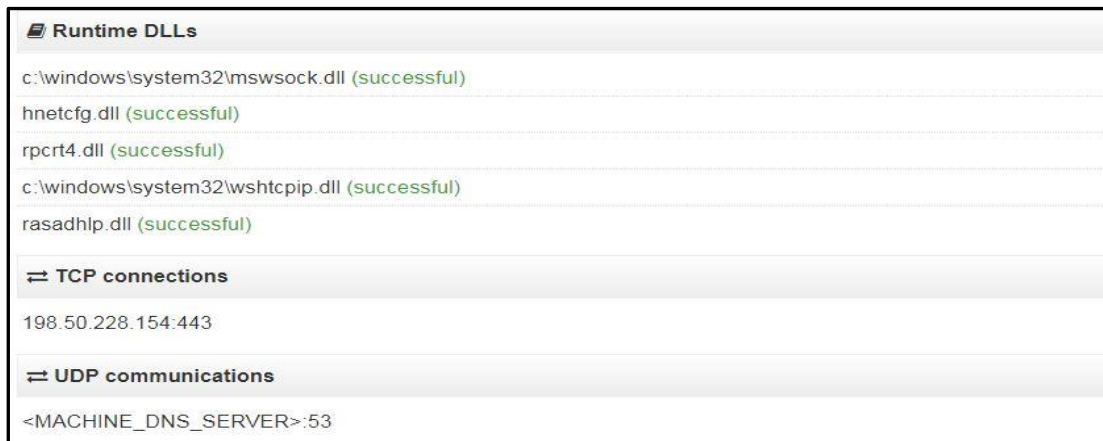 Runtime DLLs
c:\windows\system32\mswsock.dll (successful)
hnetcfg.dll (successful)
rpcrt4.dll (successful)
c:\windows\system32\wshtcpip.dll (successful)
rasadhlp.dll (successful)
TCP connections
198.50.228.154:443
UDP communications
<MACHINE_DNS_SERVER>:53